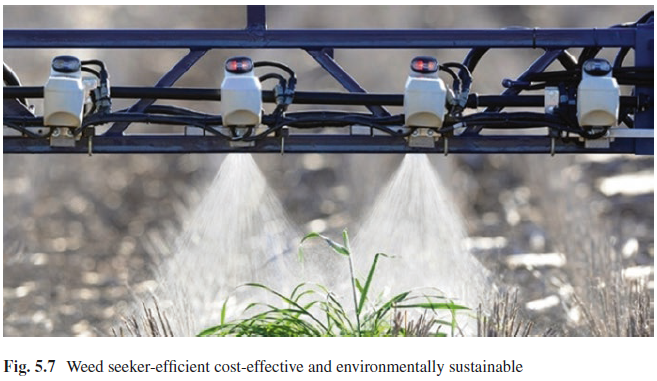 Fig. 5.7 Weed seeker-efficient cost-effective and environmentally sustainable